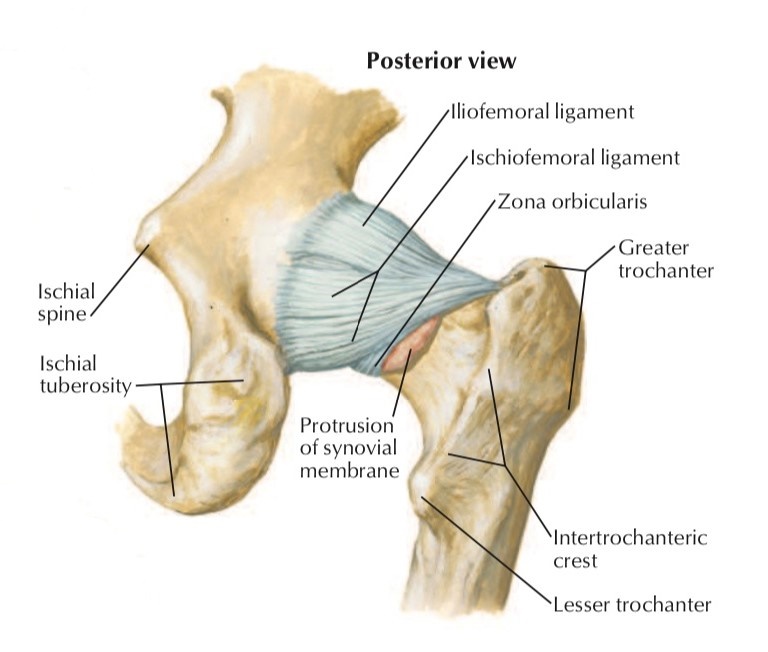 Posterior view
Iliofemoral ligament
Ischiofemoral ligament
Zona orbicularis
Greater
trochanter
Ischial
spine
Ischial
tuberosity
Protrusion
of synovial
membrane
Intertrochanteric
crest
Lesser trochanter